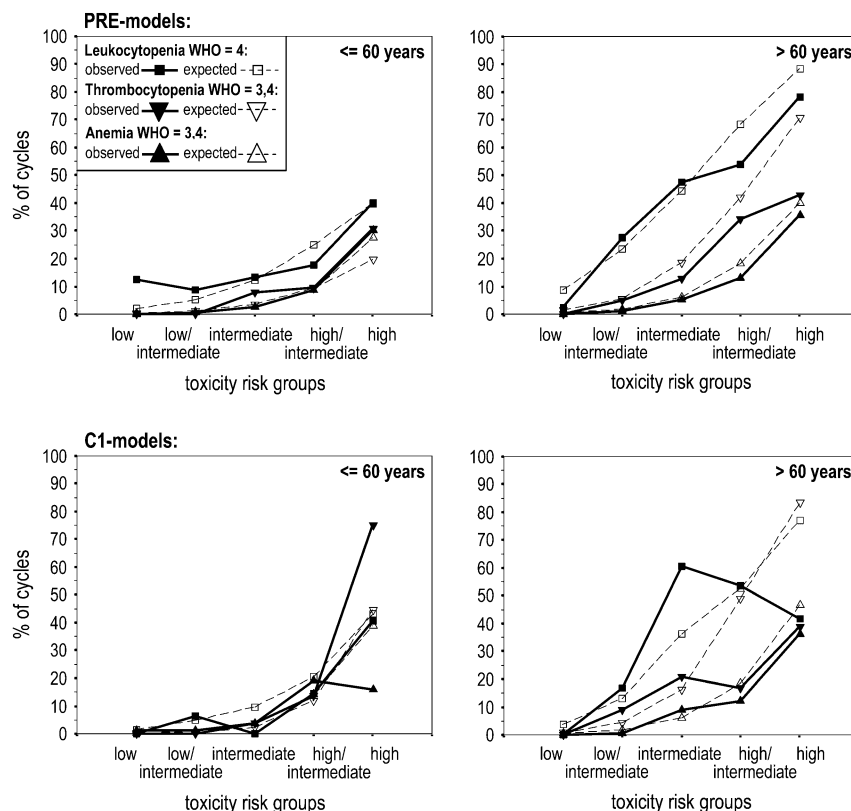 PRE-models:
100
90
80
70
60
50
40
30
20
10
0
% of cycles
Leukocytopenia WHO = 4:
observed expected
Thrombocytopenia WHO = 3,4:
observed expected
Anemia WHO = 3,4:
observed expected
<= 60 years
low low/ intermediate high/ high
intermediate intermediate
toxicity risk groups
100
90
80
70
60
50
40
30
20
10
0
> 60 years
low low/ intermediate high/ high
intermediate intermediate
toxicity risk groups
C1-models:
100
90
80
70
60
50
40
30
20
10
0
% of cycles
<= 60 years
low low/ intermediate high/ high
intermediate intermediate
toxicity risk groups
100
90
80
70
60
50
40
30
20
10
0
> 60 years
low low/ intermediate high/ high
intermediate intermediate
toxicity risk groups